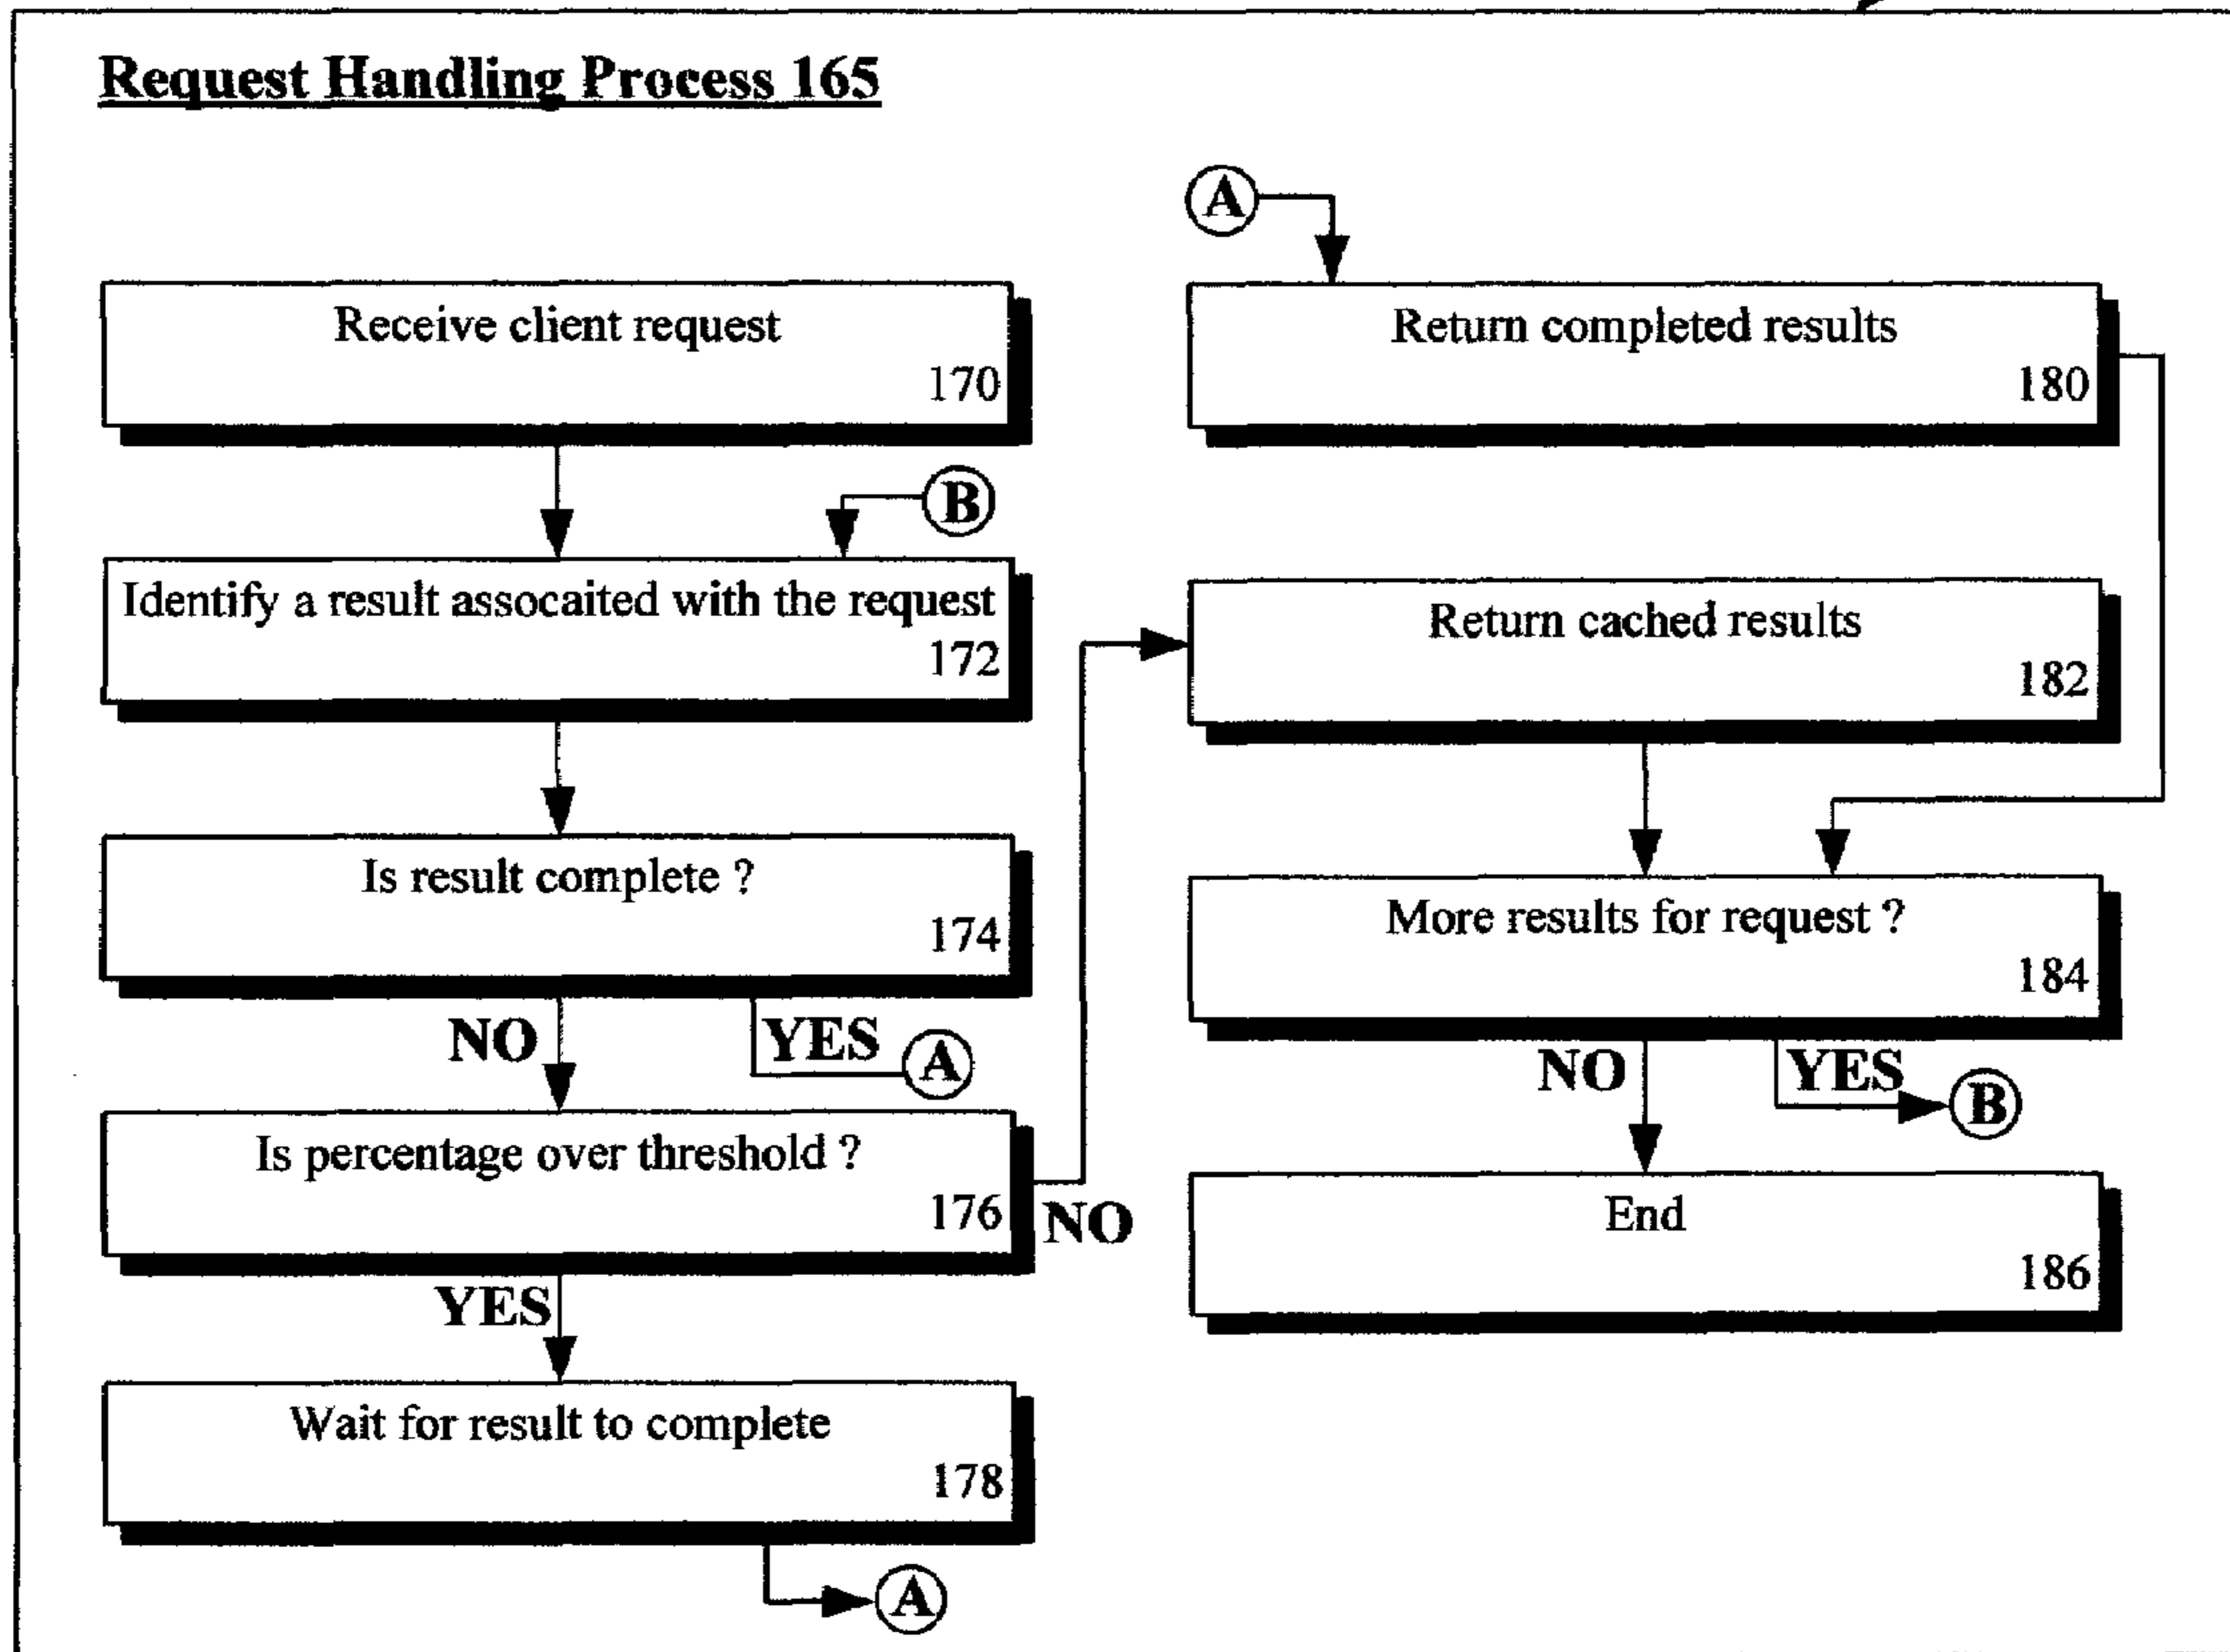 Request Handling Process 165
Receive client request
170
B
Identify a result assocaited with the request
172
Is result complete ?
174
NO
YES
A
Is percentage over threshold ?
176
NO
YES
Wait for result to complete
178
A
A
Return completed results
180
Return cached results
182
More results for request ?
184
NO
YES
B
End
186